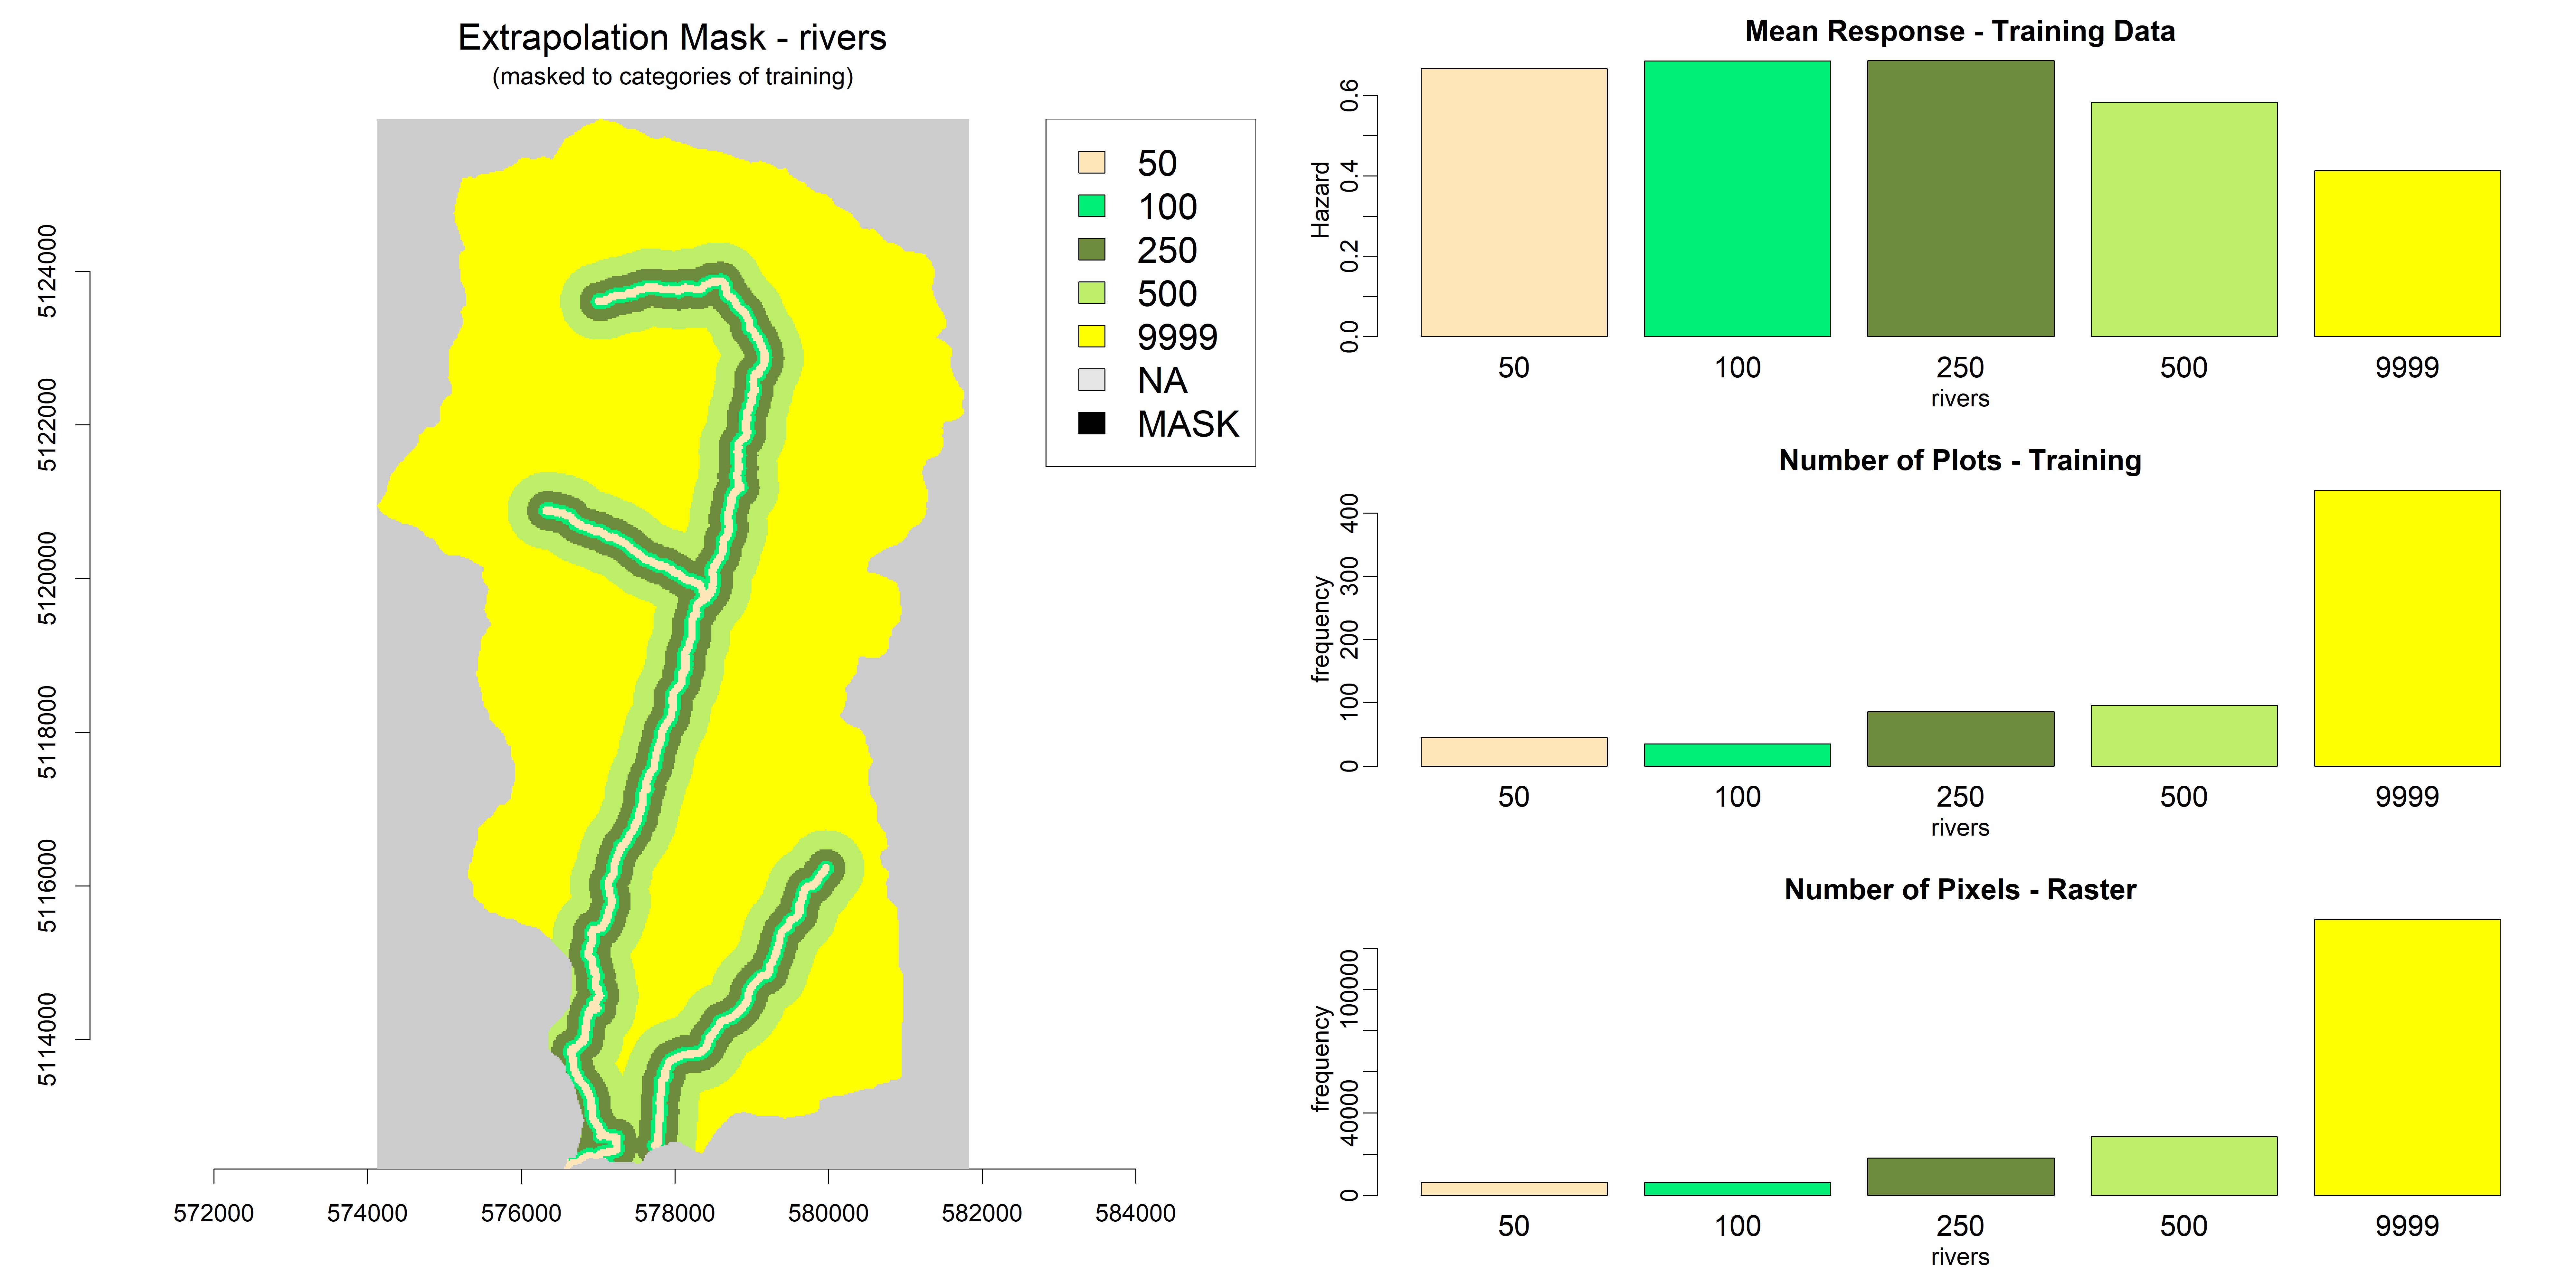 Extrapolation Mask - rivers
(masked to categories of training)
5124000
5122000
5120000
5118000
5116000
5114000
572000 574000 576000 578000 580000 582000 584000
50
100
250
500
9999
NA
MASK
Mean Response - Training Data
Hazard
0.6
0.4
0.2
0.0
50 100 250 500 9999
rivers
Number of Plots - Training
frequency
400
300
200
100
0
50 100 250 500 9999
rivers
Number of Pixels - Raster
frequency
100000
40000
0
50 100 250 500 9999
rivers